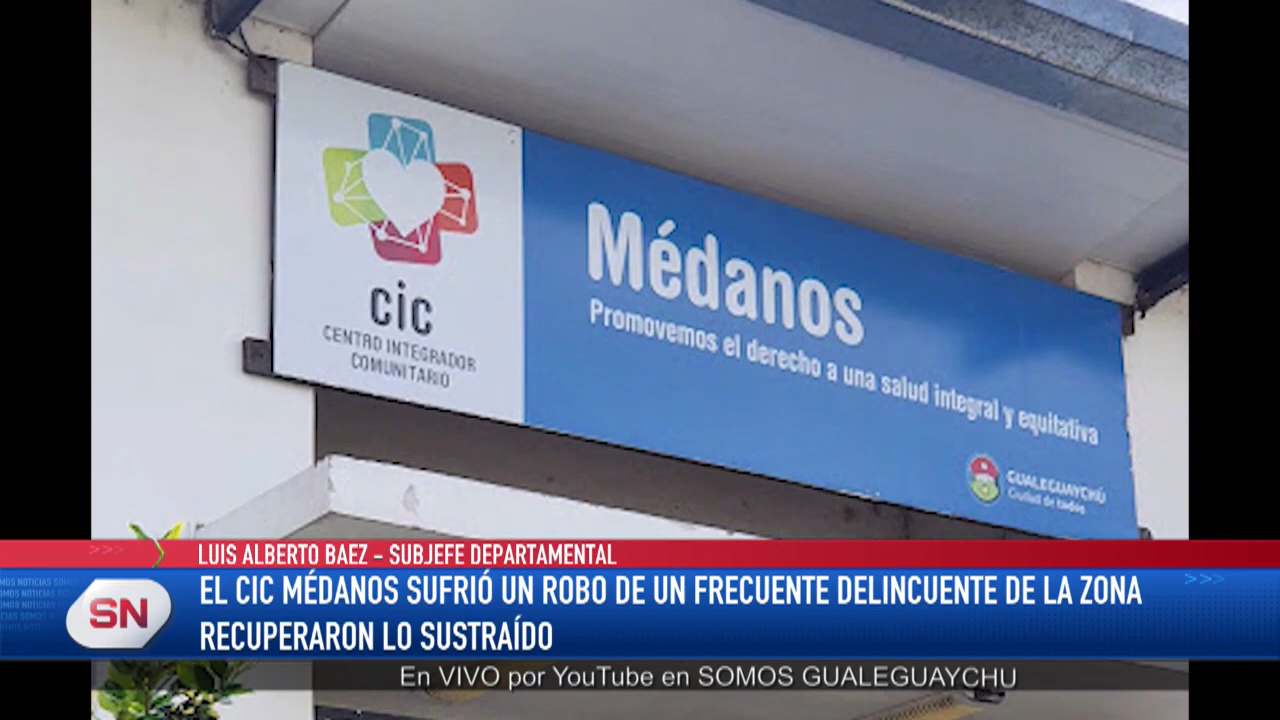 cic
CENTRO INTEGRADOR
COMUNITARIO
Médanos
Promovemos el derecho a una salud integral y equitativa
GUALEGUAYCHÚ
Ciudad de todos
LUIS ALBERTO BAEZ - SUBJEFE DEPARTAMENTAL
SN
EL CIC MÉDANOS SUFRIÓ UN ROBO DE UN FRECUENTE DELINCUENTE DE LA ZONA
RECUPERARON LO SUSTRAÍDO
En VIVO por YouTube en SOMOS GUALEGUAYCHU